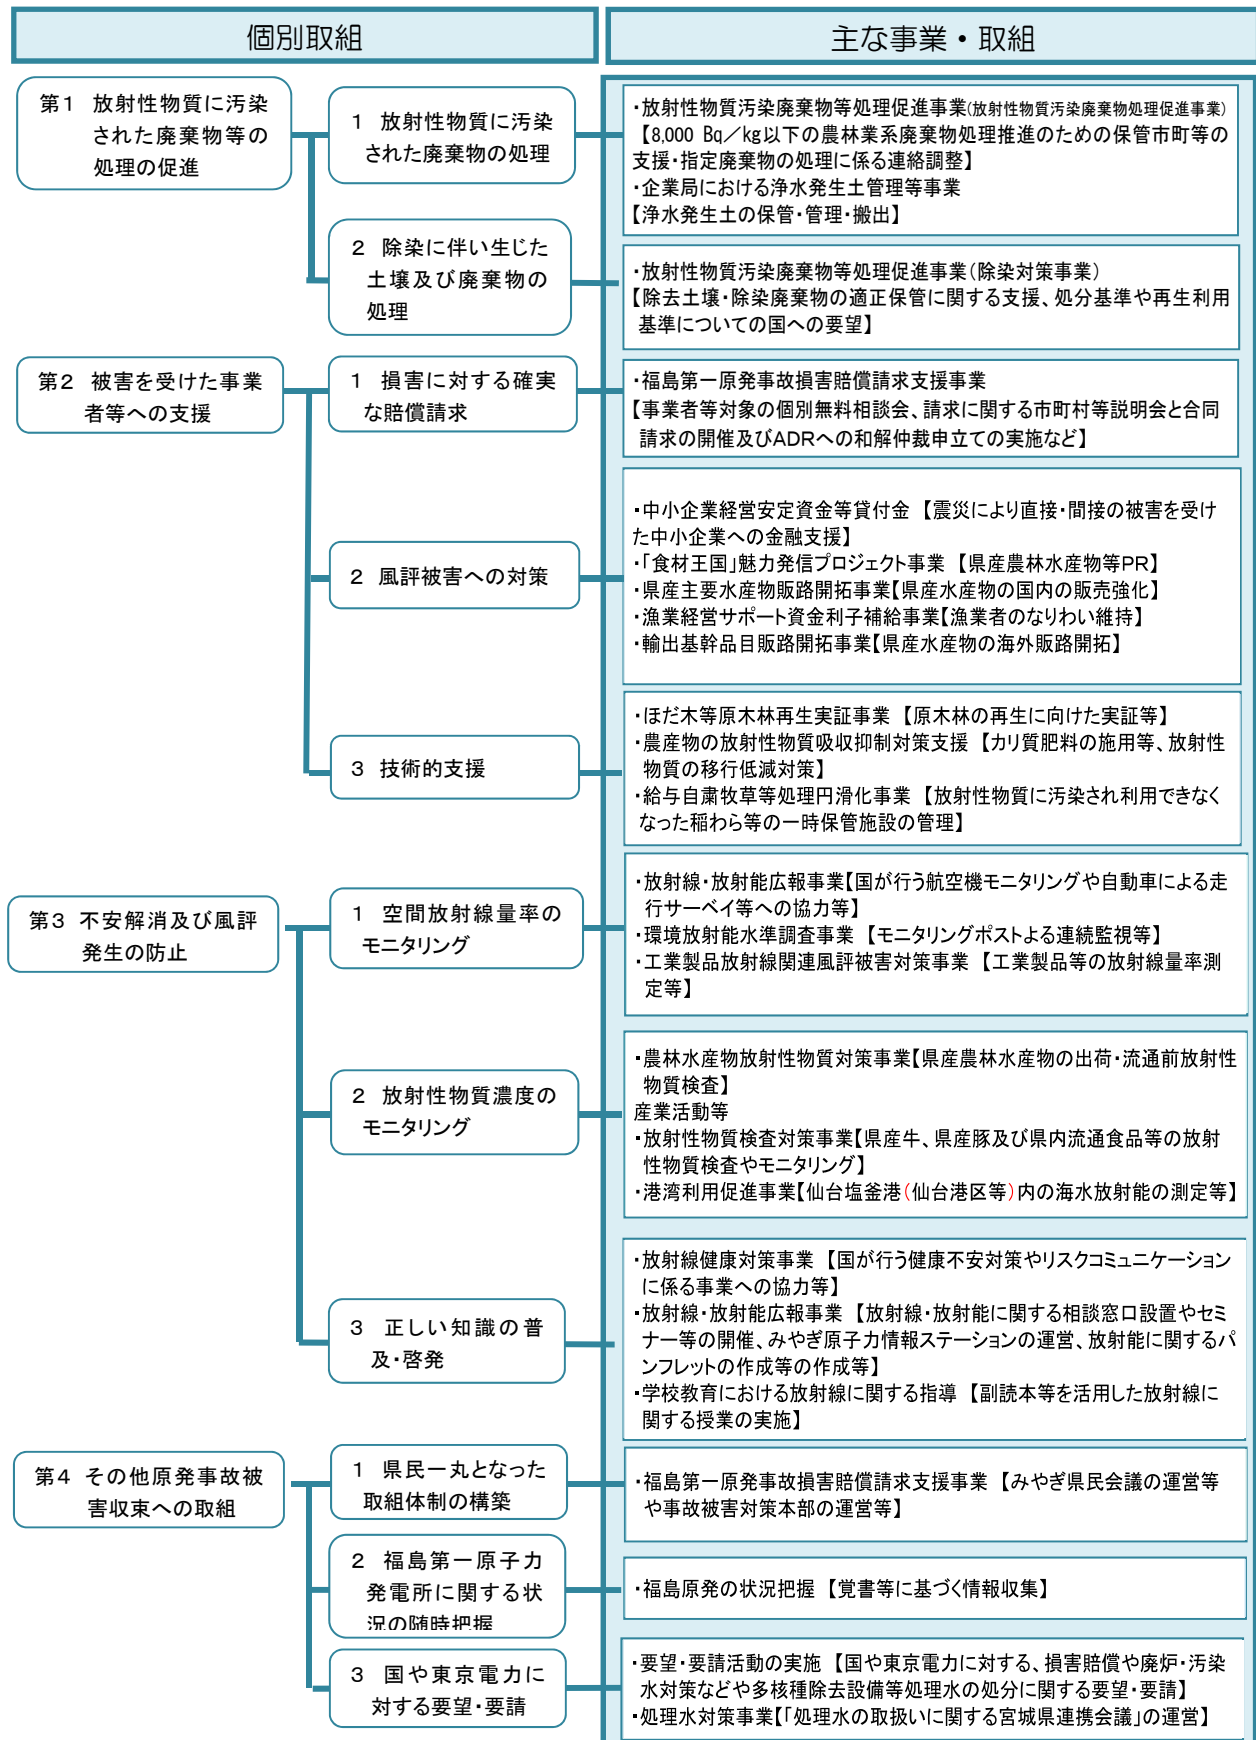 個別取組
主な事業・取組
第1 放射性物質に汚染
された廃棄物等の
処理の促進
1 放射性物質に汚染
された廃棄物の処理
・放射性物質汚染廃棄物等処理促進事業(放射性物質汚染廃棄物処理促進事業)
【8,000 Bq／kg以下の農林業系廃棄物処理推進のための保管市町等の
支援・指定廃棄物の処理に係る連絡調整】
・企業局における浄水発生土管理等事業
【浄水発生土の保管・管理・搬出】
2 除染に伴い生じた
土壌及び廃棄物の
処理
・放射性物質汚染廃棄物等処理促進事業(除染対策事業)
【除去土壌・除染廃棄物の適正保管に関する支援、処分基準や再生利用
基準についての国への要望】
第2 被害を受けた事業
者等への支援
1 損害に対する確実
な賠償請求
・福島第一原発事故損害賠償請求支援事業
【事業者等対象の個別無料相談会、請求に関する市町村等説明会と合同
請求の開催及びADRへの和解仲裁申立ての実施など】
2 風評被害への対策
・中小企業経営安定資金等貸付金 【震災により直接・間接の被害を受け
た中小企業への金融支援】
・「食材王国」魅力発信プロジェクト事業 【県産農林水産物等PR】
・県産主要水産物販路開拓事業【県産水産物の国内の販売強化】
・漁業経営サポート資金利子補給事業【漁業者のなりわい維持】
・輸出基幹品目販路開拓事業【県産水産物の海外販路開拓】
3 技術的支援
・ほだ木等原木林再生実証事業 【原木林の再生に向けた実証等】
・農産物の放射性物質吸収抑制対策支援 【カリ質肥料の施用等、放射性
物質の移行低減対策】
・給与自粛牧草等処理円滑化事業 【放射性物質に汚染され利用できなく
なった稲わら等の一時保管施設の管理】
第3 不安解消及び風評
発生の防止
1 空間放射線量率の
モニタリング
・放射線・放射能広報事業【国が行う航空機モニタリングや自動車による走
行サーベイ等への協力等】
・環境放射能水準調査事業 【モニタリングポストよる連続監視等】
・工業製品放射線関連風評被害対策事業 【工業製品等の放射線量率測
定等】
2 放射性物質濃度の
モニタリング
・農林水産物放射性物質対策事業【県産農林水産物の出荷・流通前放射性
物質検査】
産業活動等
・放射性物質検査対策事業【県産牛、県産豚及び県内流通食品等の放射
性物質検査やモニタリング】
・港湾利用促進事業【仙台塩釜港(仙台港区等)内の海水放射能の測定等】
3 正しい知識の普
及・啓発
・放射線健康対策事業 【国が行う健康不安対策やリスクコミュニケーション
に係る事業への協力等】
・放射線・放射能広報事業 【放射線・放射能に関する相談窓口設置やセミ
ナー等の開催、みやぎ原子力情報ステーションの運営、放射能に関するパ
ンフレットの作成等の作成等】
・学校教育における放射線に関する指導 【副読本等を活用した放射線に
関する授業の実施】
第4 その他原発事故被
害収束への取組
1 県民一丸となった
取組体制の構築
・福島第一原発事故損害賠償請求支援事業 【みやぎ県民会議の運営等
や事故被害対策本部の運営等】
2 福島第一原子力
発電所に関する状
況の随時把握
・福島原発の状況把握 【覚書等に基づく情報収集】
3 国や東京電力に
対する要望・要請
・要望・要請活動の実施 【国や東京電力に対する、損害賠償や廃炉・汚染
水対策などや多核種除去設備等処理水の処分に関する要望・要請】
・処理水対策事業【「処理水の取扱いに関する宮城県連携会議」の運営】